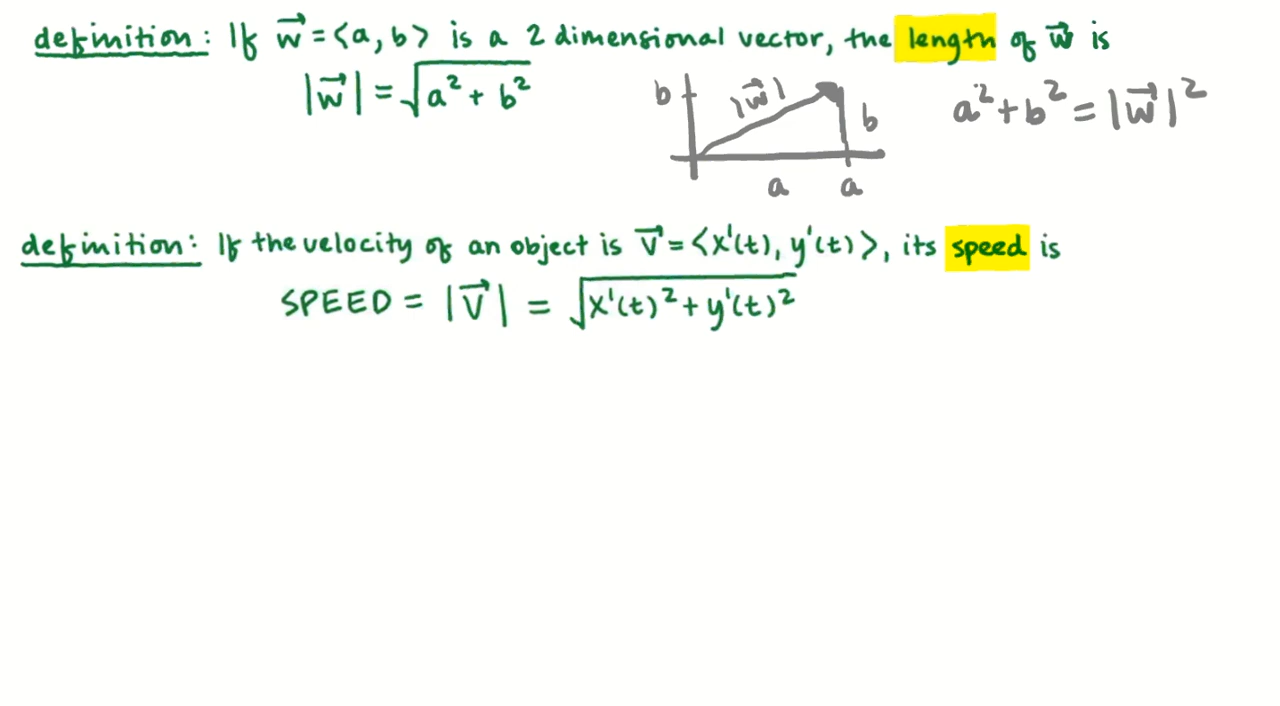 definition: If w⃗ = <a, b> is a 2 dimensional vector, the length of w⃗ is
|w⃗| = √(a² + b²)
b |w⃗| b a² + b² = |w⃗|²
a a
definition: If the velocity of an object is v⃗ = <x'(t), y'(t)>, its speed is
SPEED = |v⃗| = √(x'(t)² + y'(t)²)